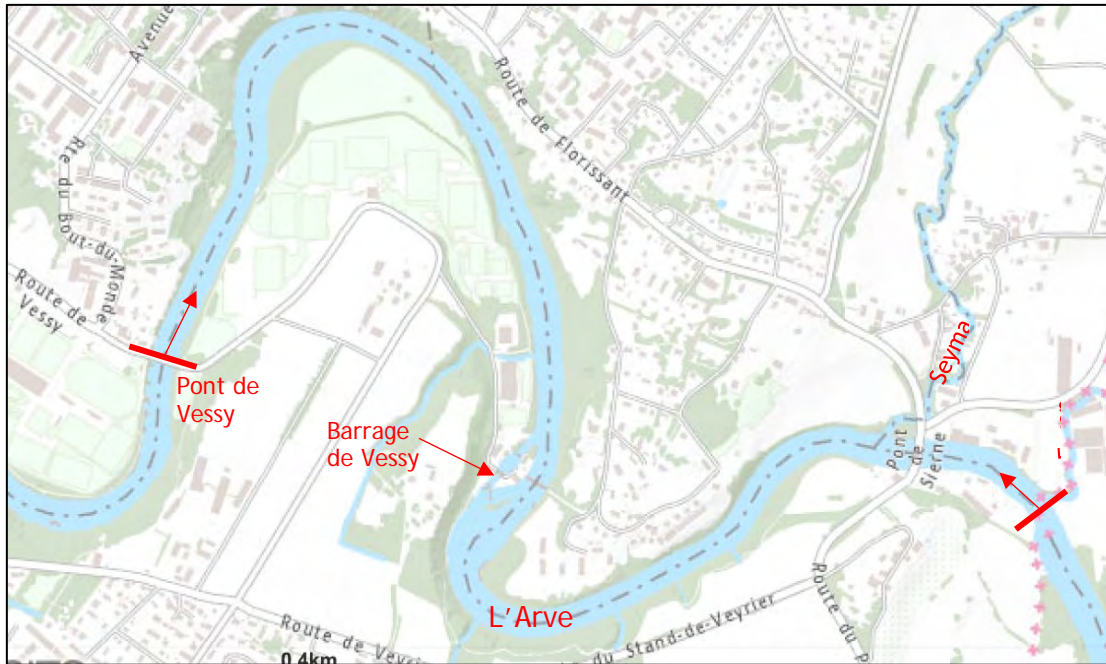 Avenue
Route de Florissant
Rte du Bout-du-Monde
Route de
Vessy
Pont de
Vessy
Barrage
de Vessy
Seyma
Pont
de
Sierne
L'Arve
Route de Veyrier
du Stand-de-Veyrier
Route du P
0.4km